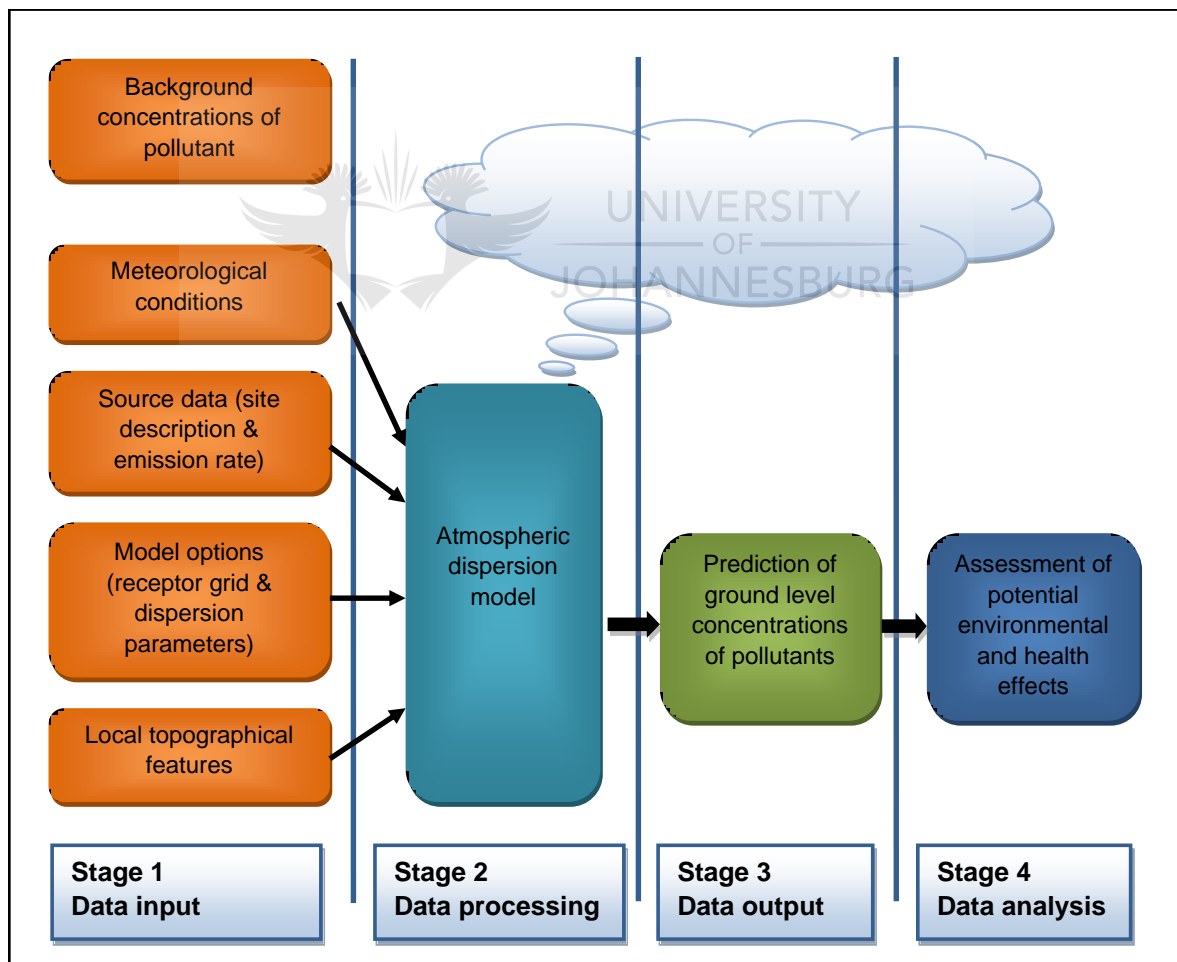 Background
concentrations of
pollutant
Meteorological
conditions
Source data (site
description &
emission rate)
Model options
(receptor grid &
dispersion
parameters)
Local topographical
features
UNIVERSITY
OF
JOHANNESBURG
Atmospheric
dispersion
model
Prediction of
ground level
concentrations
of pollutants
Assessment of
potential
environmental
and health
effects
Stage 1
Data input
Stage 2
Data processing
Stage 3
Data output
Stage 4
Data analysis